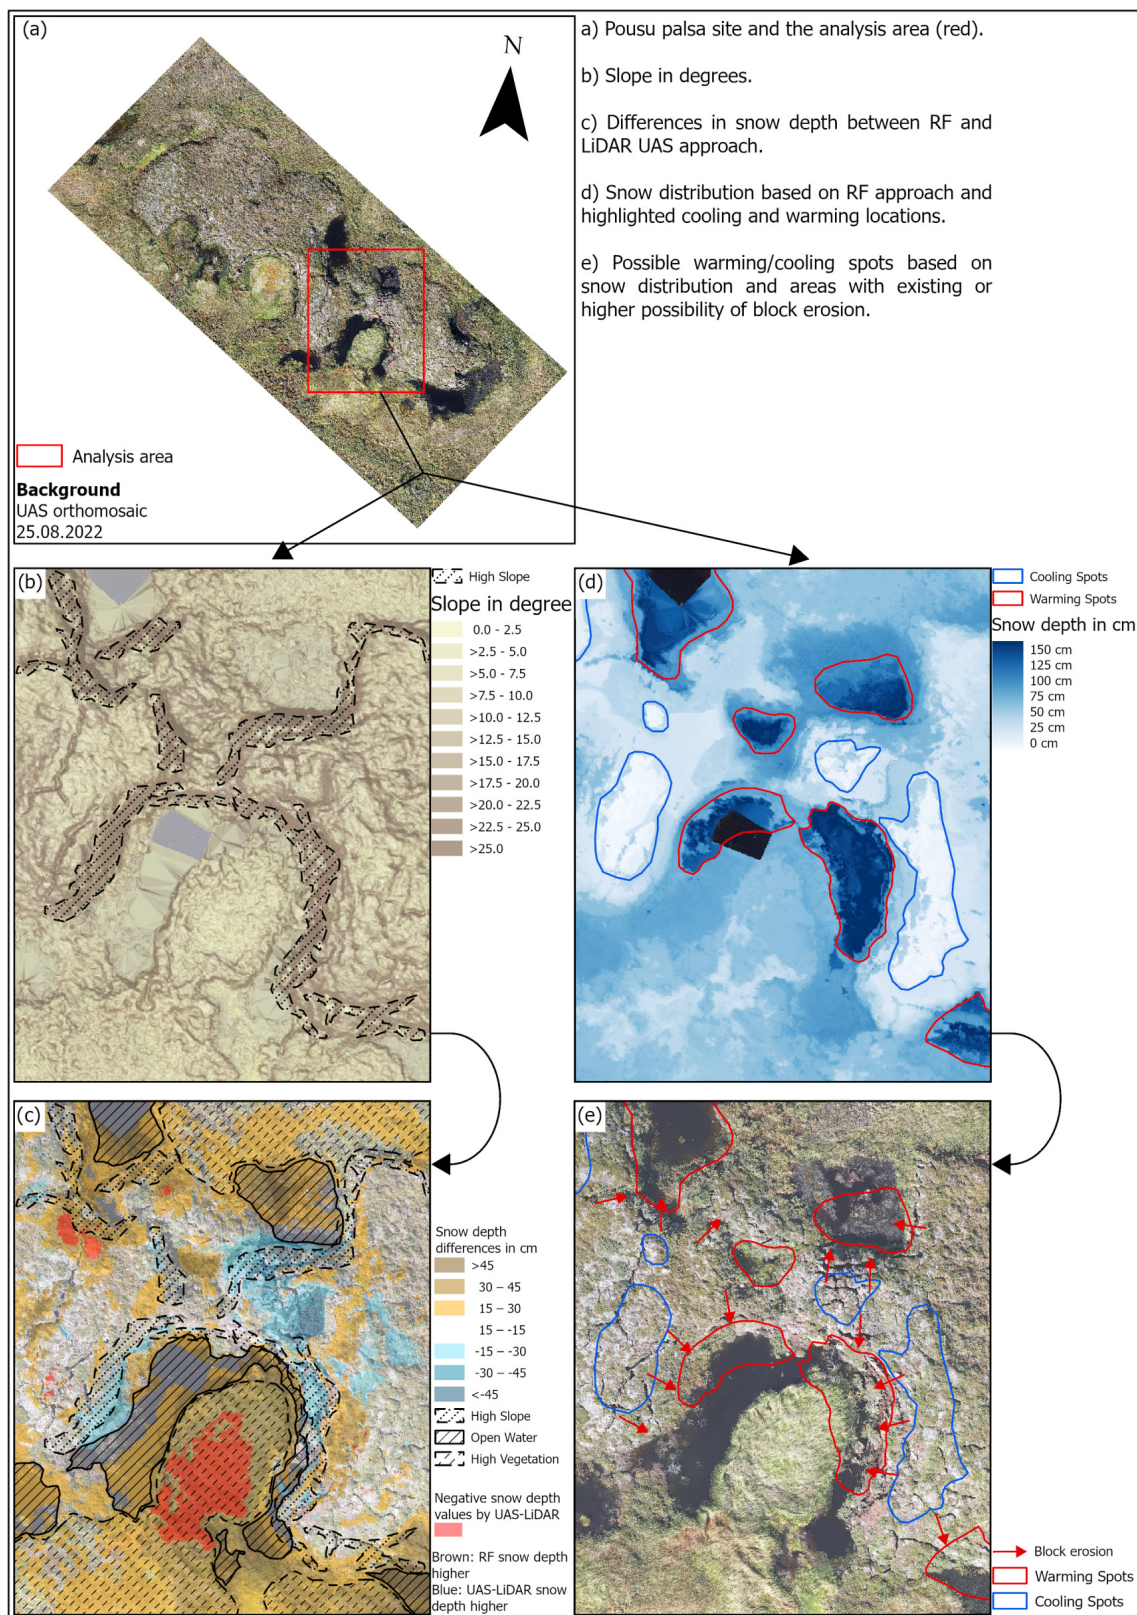 (a)
N
Analysis area
Background
UAS orthomosaic
25.08.2022
a) Pousu palsa site and the analysis area (red).
b) Slope in degrees.
c) Differences in snow depth between RF and
LiDAR UAS approach.
d) Snow distribution based on RF approach and
highlighted cooling and warming locations.
e) Possible warming/cooling spots based on
snow distribution and areas with existing or
higher possibility of block erosion.
(b)
High Slope
Slope in degree
0.0 - 2.5
>2.5 - 5.0
>5.0 - 7.5
>7.5 - 10.0
>10.0 - 12.5
>12.5 - 15.0
>15.0 - 17.5
>17.5 - 20.0
>20.0 - 22.5
>22.5 - 25.0
>25.0
(d)
Cooling Spots
Warming Spots
Snow depth in cm
150 cm
125 cm
100 cm
75 cm
50 cm
25 cm
0 cm
(c)
Snow depth
differences in cm
>45
30 – 45
15 – 30
15 – -15
-15 – -30
-30 – -45
<-45
High Slope
Open Water
High Vegetation
Negative snow depth
values by UAS-LiDAR
Brown: RF snow depth
higher
Blue: UAS-LiDAR snow
depth higher
(e)
Block erosion
Warming Spots
Cooling Spots